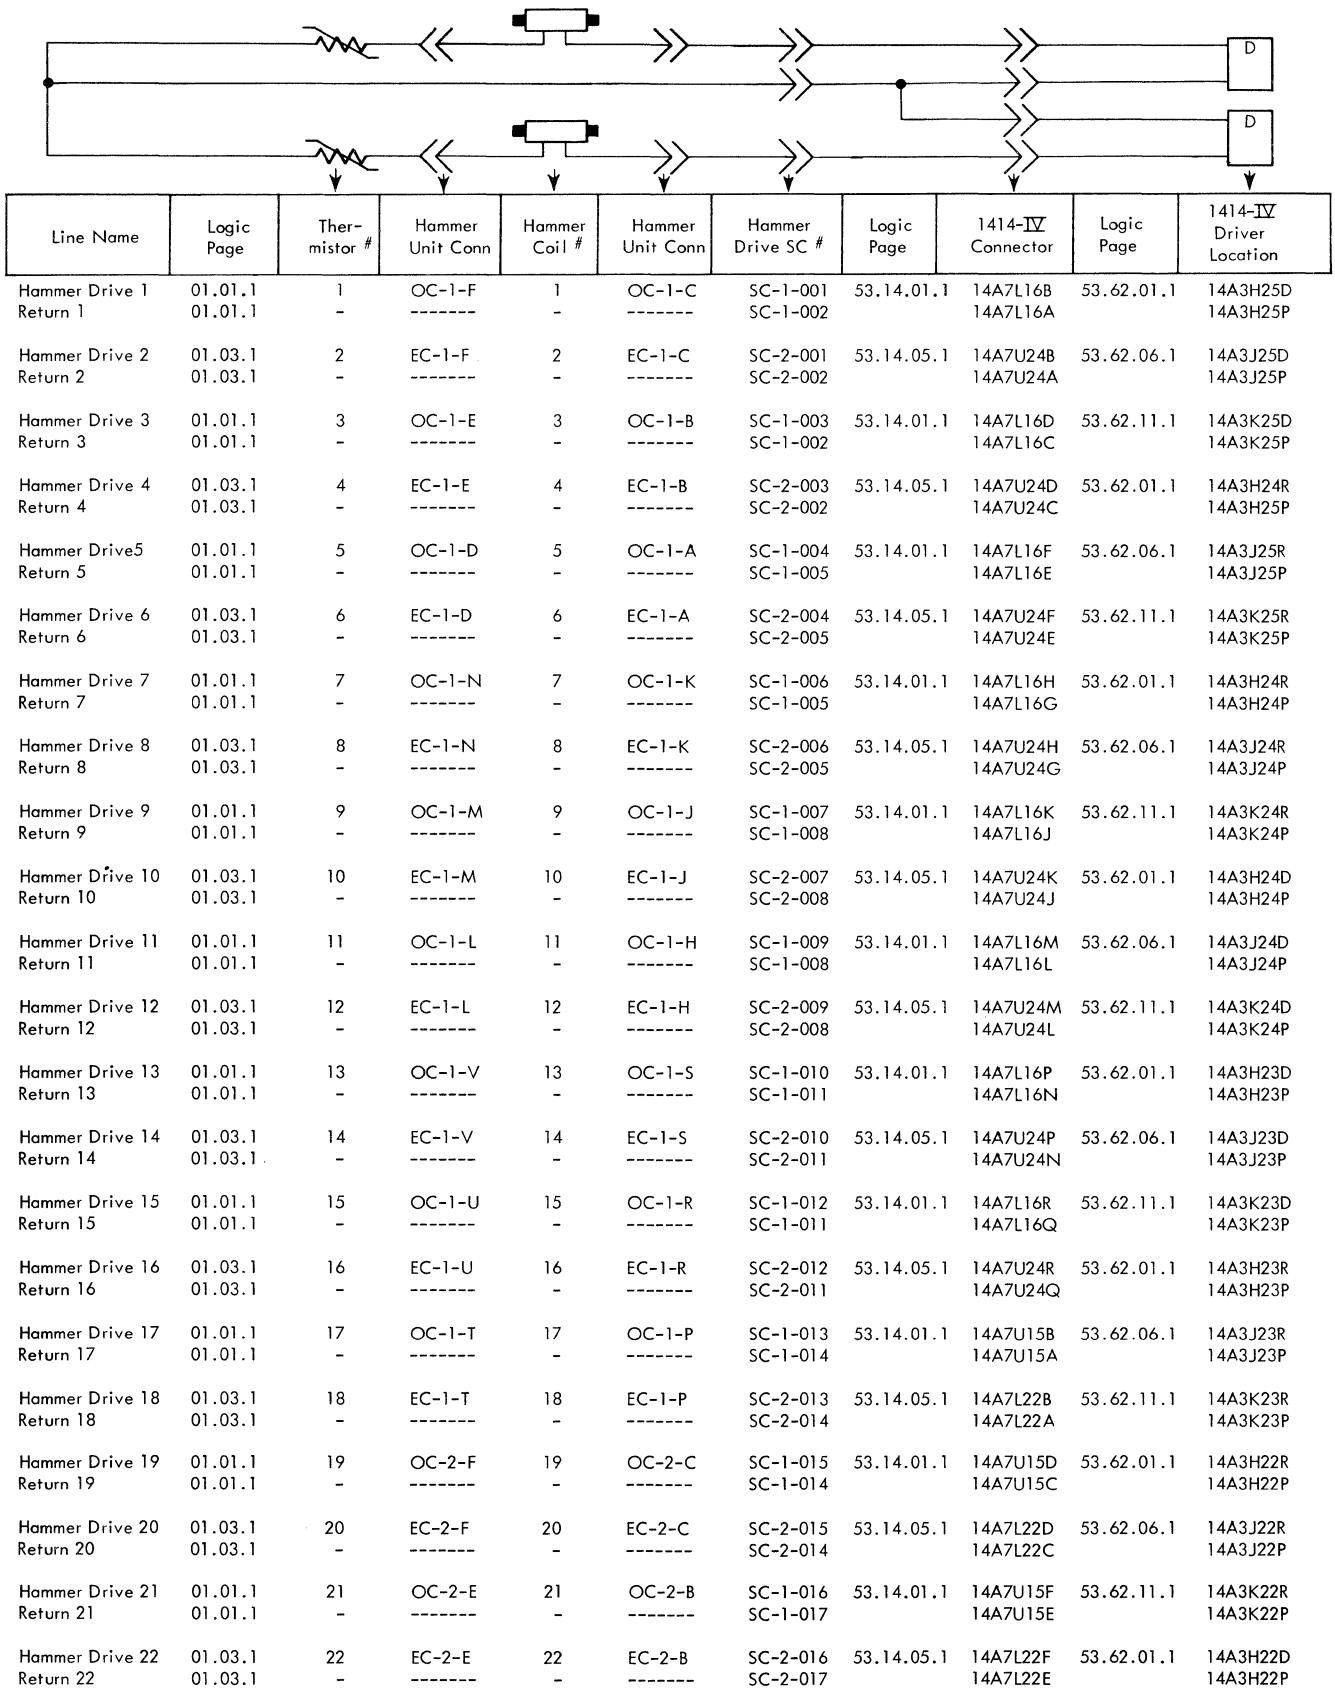 D
D
Line Name | Logic Page | Ther- mistor # | Hammer Unit Conn | Hammer Coil # | Hammer Unit Conn | Hammer Drive SC # | Logic Page | 1414-IV Connector | Logic Page | 1414-IV Driver Location
Hammer Drive 1 01.01.1 1 OC-1-F 1 OC-1-C SC-1-001 53.14.01.1 14A7L16B 53.62.01.1 14A3H25D
Return 1 01.01.1 - ------- - ------- SC-1-002 14A7L16A 14A3H25P
Hammer Drive 2 01.03.1 2 EC-1-F 2 EC-1-C SC-2-001 53.14.05.1 14A7U24B 53.62.06.1 14A3J25D
Return 2 01.03.1 - ------- - ------- SC-2-002 14A7U24A 14A3J25P
Hammer Drive 3 01.01.1 3 OC-1-E 3 OC-1-B SC-1-003 53.14.01.1 14A7L16D 53.62.11.1 14A3K25D
Return 3 01.01.1 - ------- - ------- SC-1-002 14A7L16C 14A3K25P
Hammer Drive 4 01.03.1 4 EC-1-E 4 EC-1-B SC-2-003 53.14.05.1 14A7U24D 53.62.01.1 14A3H24R
Return 4 01.03.1 - ------- - ------- SC-2-002 14A7U24C 14A3H25P
Hammer Drive5 01.01.1 5 OC-1-D 5 OC-1-A SC-1-004 53.14.01.1 14A7L16F 53.62.06.1 14A3J25R
Return 5 01.01.1 - ------- - ------- SC-1-005 14A7L16E 14A3J25P
Hammer Drive 6 01.03.1 6 EC-1-D 6 EC-1-A SC-2-004 53.14.05.1 14A7U24F 53.62.11.1 14A3K25R
Return 6 01.03.1 - ------- - ------- SC-2-005 14A7U24E 14A3K25P
Hammer Drive 7 01.01.1 7 OC-1-N 7 OC-1-K SC-1-006 53.14.01.1 14A7L16H 53.62.01.1 14A3H24R
Return 7 01.01.1 - ------- - ------- SC-1-005 14A7L16G 14A3H24P
Hammer Drive 8 01.03.1 8 EC-1-N 8 EC-1-K SC-2-006 53.14.05.1 14A7U24H 53.62.06.1 14A3J24R
Return 8 01.03.1 - ------- - ------- SC-2-005 14A7U24G 14A3J24P
Hammer Drive 9 01.01.1 9 OC-1-M 9 OC-1-J SC-1-007 53.14.01.1 14A7L16K 53.62.11.1 14A3K24R
Return 9 01.01.1 - ------- - ------- SC-1-008 14A7L16J 14A3K24P
Hammer Drive 10 01.03.1 10 EC-1-M 10 EC-1-J SC-2-007 53.14.05.1 14A7U24K 53.62.01.1 14A3H24D
Return 10 01.03.1 - ------- - ------- SC-2-008 14A7U24J 14A3H24P
Hammer Drive 11 01.01.1 11 OC-1-L 11 OC-1-H SC-1-009 53.14.01.1 14A7L16M 53.62.06.1 14A3J24D
Return 11 01.01.1 - ------- - ------- SC-1-008 14A7L16L 14A3J24P
Hammer Drive 12 01.03.1 12 EC-1-L 12 EC-1-H SC-2-009 53.14.05.1 14A7U24M 53.62.11.1 14A3K24D
Return 12 01.03.1 - ------- - ------- SC-2-008 14A7U24L 14A3K24P
Hammer Drive 13 01.01.1 13 OC-1-V 13 OC-1-S SC-1-010 53.14.01.1 14A7L16P 53.62.01.1 14A3H23D
Return 13 01.01.1 - ------- - ------- SC-1-011 14A7L16N 14A3H23P
Hammer Drive 14 01.03.1 14 EC-1-V 14 EC-1-S SC-2-010 53.14.05.1 14A7U24P 53.62.06.1 14A3J23D
Return 14 01.03.1 - ------- - ------- SC-2-011 14A7U24N 14A3J23P
Hammer Drive 15 01.01.1 15 OC-1-U 15 OC-1-R SC-1-012 53.14.01.1 14A7L16R 53.62.11.1 14A3K23D
Return 15 01.01.1 - ------- - ------- SC-1-011 14A7L16Q 14A3K23P
Hammer Drive 16 01.03.1 16 EC-1-U 16 EC-1-R SC-2-012 53.14.05.1 14A7U24R 53.62.01.1 14A3H23R
Return 16 01.03.1 - ------- - ------- SC-2-011 14A7U24Q 14A3H23P
Hammer Drive 17 01.01.1 17 OC-1-T 17 OC-1-P SC-1-013 53.14.01.1 14A7U15B 53.62.06.1 14A3J23R
Return 17 01.01.1 - ------- - ------- SC-1-014 14A7U15A 14A3J23P
Hammer Drive 18 01.03.1 18 EC-1-T 18 EC-1-P SC-2-013 53.14.05.1 14A7L22B 53.62.11.1 14A3K23R
Return 18 01.03.1 - ------- - ------- SC-2-014 14A7L22A 14A3K23P
Hammer Drive 19 01.01.1 19 OC-2-F 19 OC-2-C SC-1-015 53.14.01.1 14A7U15D 53.62.01.1 14A3H22R
Return 19 01.01.1 - ------- - ------- SC-1-014 14A7U15C 14A3H22P
Hammer Drive 20 01.03.1 20 EC-2-F 20 EC-2-C SC-2-015 53.14.05.1 14A7L22D 53.62.06.1 14A3J22R
Return 20 01.03.1 - ------- - ------- SC-2-014 14A7L22C 14A3J22P
Hammer Drive 21 01.01.1 21 OC-2-E 21 OC-2-B SC-1-016 53.14.01.1 14A7U15F 53.62.11.1 14A3K22R
Return 21 01.01.1 - ------- - ------- SC-1-017 14A7U15E 14A3K22P
Hammer Drive 22 01.03.1 22 EC-2-E 22 EC-2-B SC-2-016 53.14.05.1 14A7L22F 53.62.01.1 14A3H22D
Return 22 01.03.1 - ------- - ------- SC-2-017 14A7L22E 14A3H22P